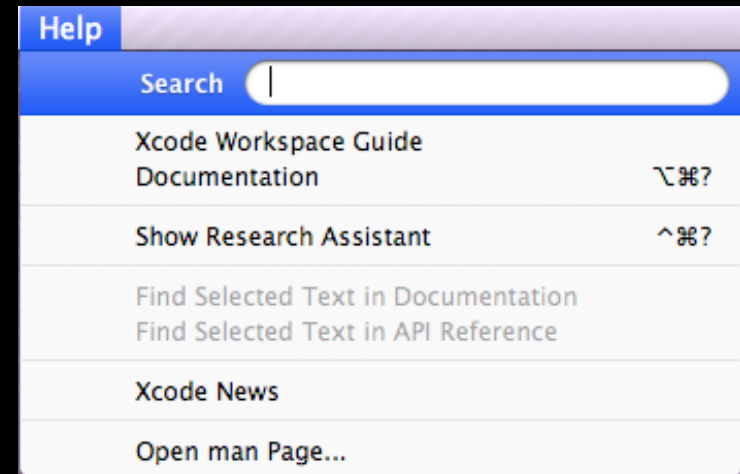 Help
Search
Xcode Workspace Guide
Documentation ⌥⌘?
Show Research Assistant ^⌘?
Find Selected Text in Documentation
Find Selected Text in API Reference
Xcode News
Open man Page...